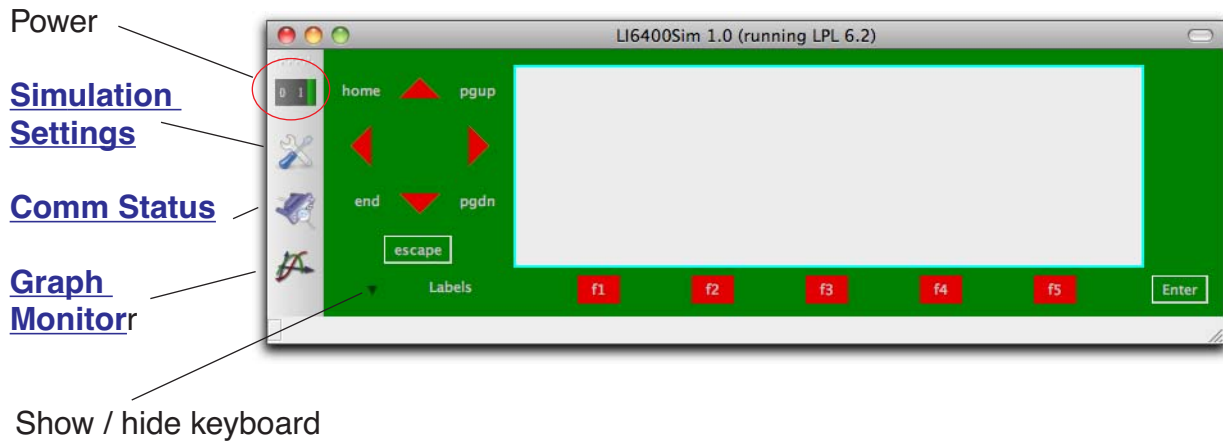 Power
Simulation
Settings
Comm Status
Graph
Monitorr
Show / hide keyboard
LI6400Sim 1.0 (running LPL 6.2)
0 1
home
pgup
end
pgdn
escape
Labels
f1
f2
f3
f4
f5
Enter